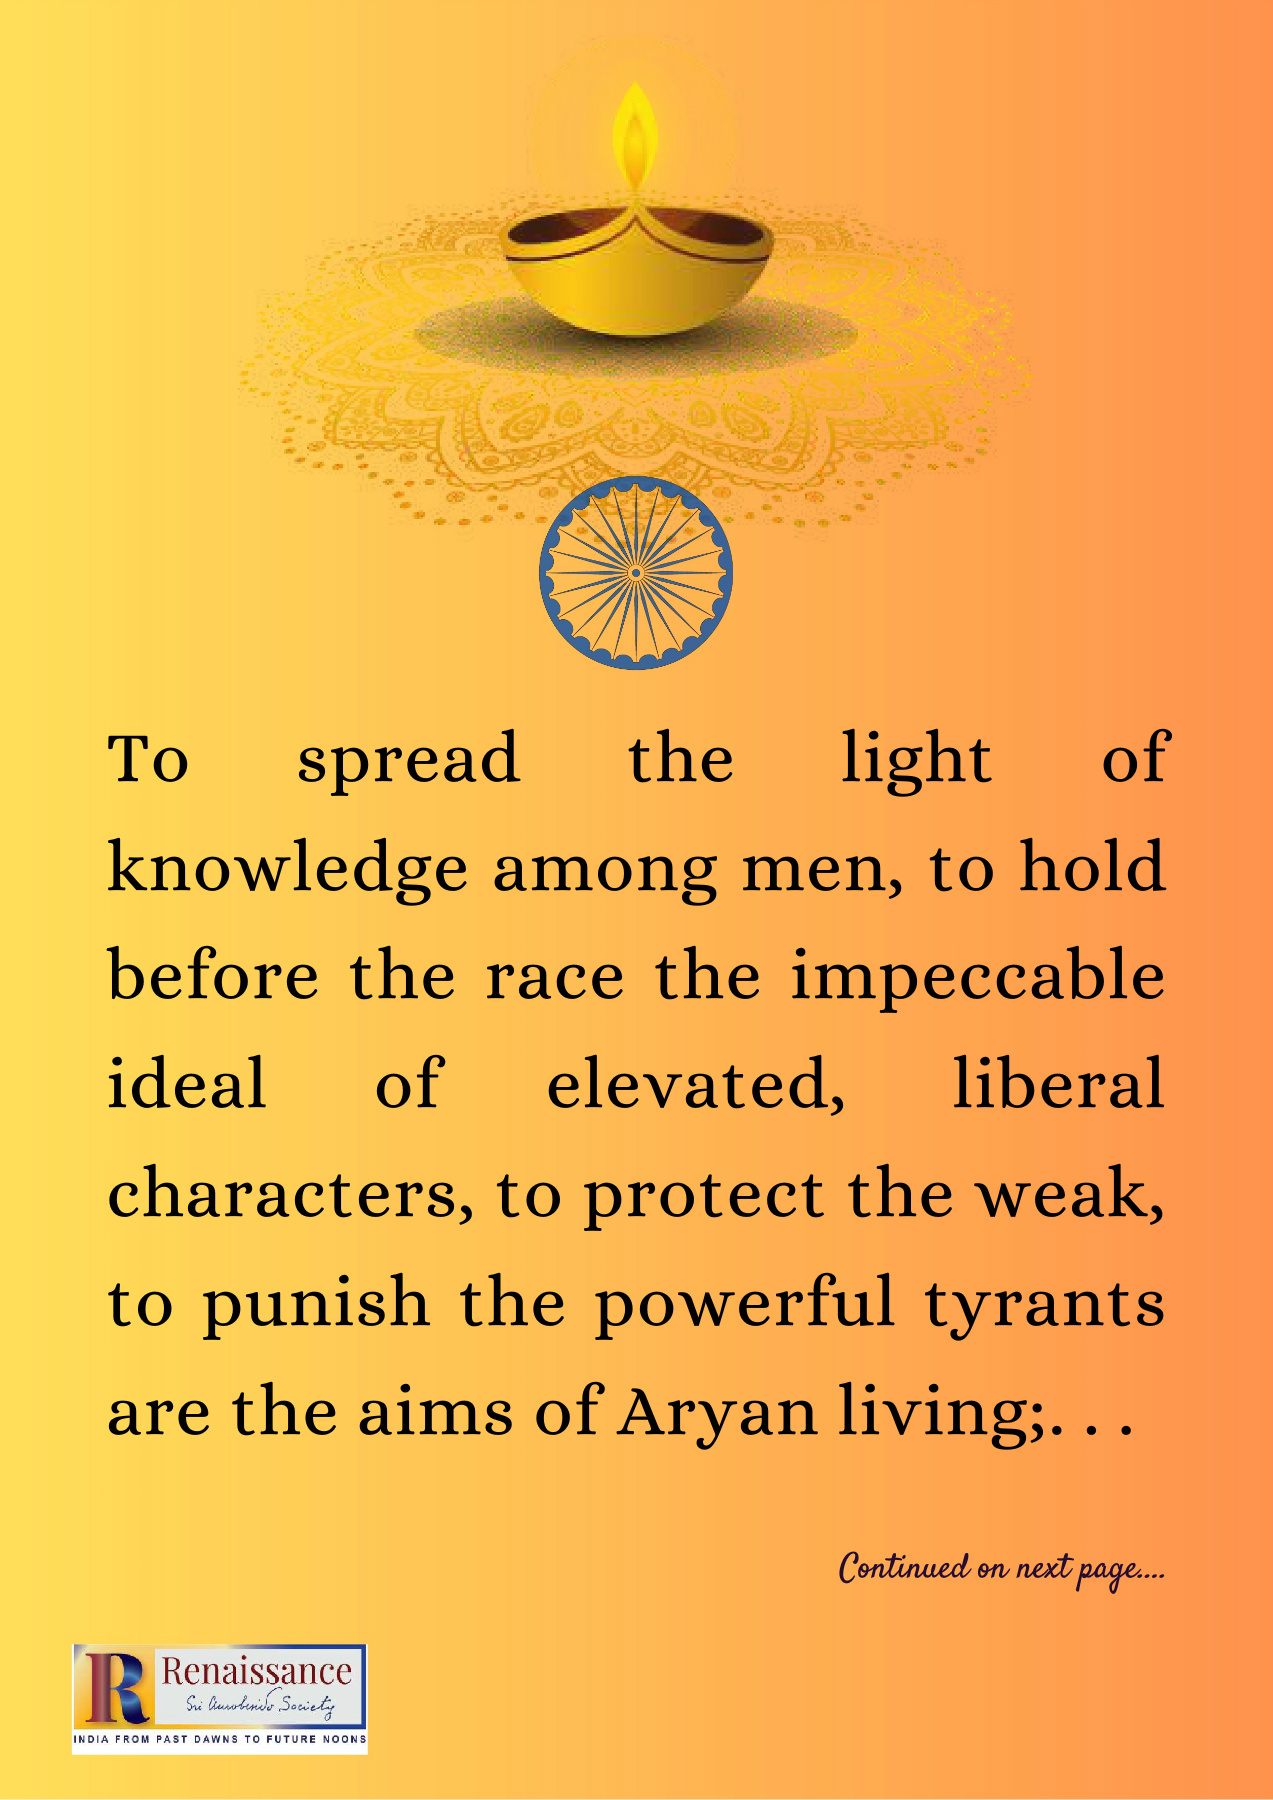 To spread the light of
knowledge among men, to hold
before the race the impeccable
ideal of elevated, liberal
characters, to protect the weak,
to punish the powerful tyrants
are the aims of Aryan living;. . .
Continued on next page....
R Renaissance
Sri Aurobindo Society
INDIA FROM PAST DAWNS TO FUTURE NOONS